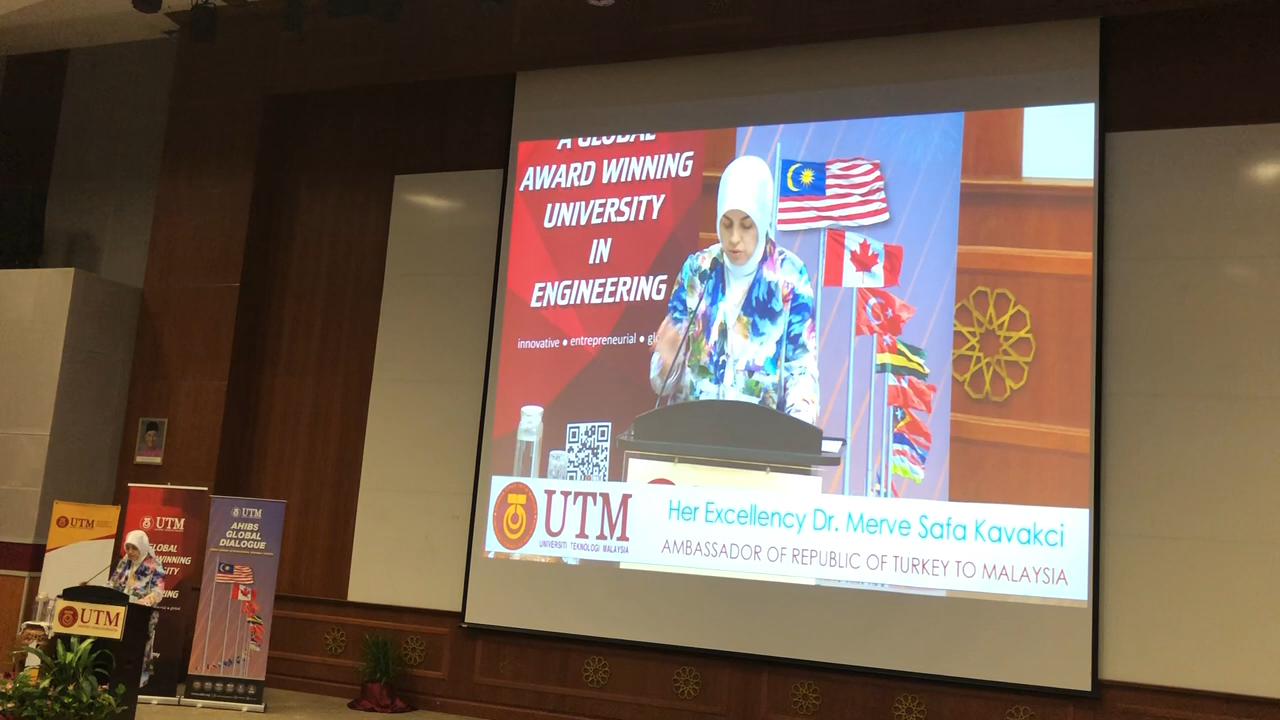 A GLOBAL
AWARD WINNING
UNIVERSITY
IN
ENGINEERING
innovative ● entrepreneurial ●
UTM
UNIVERSITI TEKNOLOGI MALAYSIA
Her Excellency Dr. Merve Safa Kavakci
AMBASSADOR OF REPUBLIC OF TURKEY TO MALAYSIA
UTM
UTM
GLOBAL
WINNING
UTM
AHIBS
GLOBAL
DIALOGUE
UTM